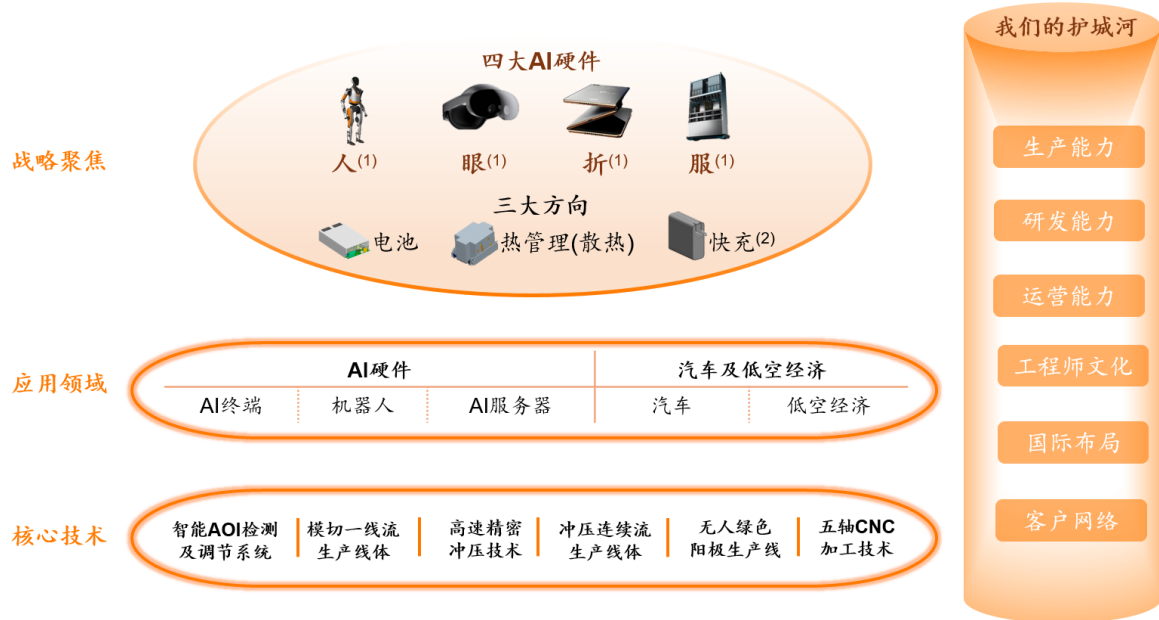 我们的护城河
四大AI硬件
人(1)
眼(1)
折(1)
服(1)
战略聚焦
三大方向
电池
热管理(散热)
快充(2)
生产能力
研发能力
运营能力
工程师文化
国际布局
客户网络
应用领域
AI硬件
汽车及低空经济
AI终端
机器人
AI服务器
汽车
低空经济
核心技术
智能AOI检测
及调节系统
模切一线流
生产线体
高速精密
冲压技术
冲压连续流
生产线体
无人绿色
阳极生产线
五轴CNC
加工技术